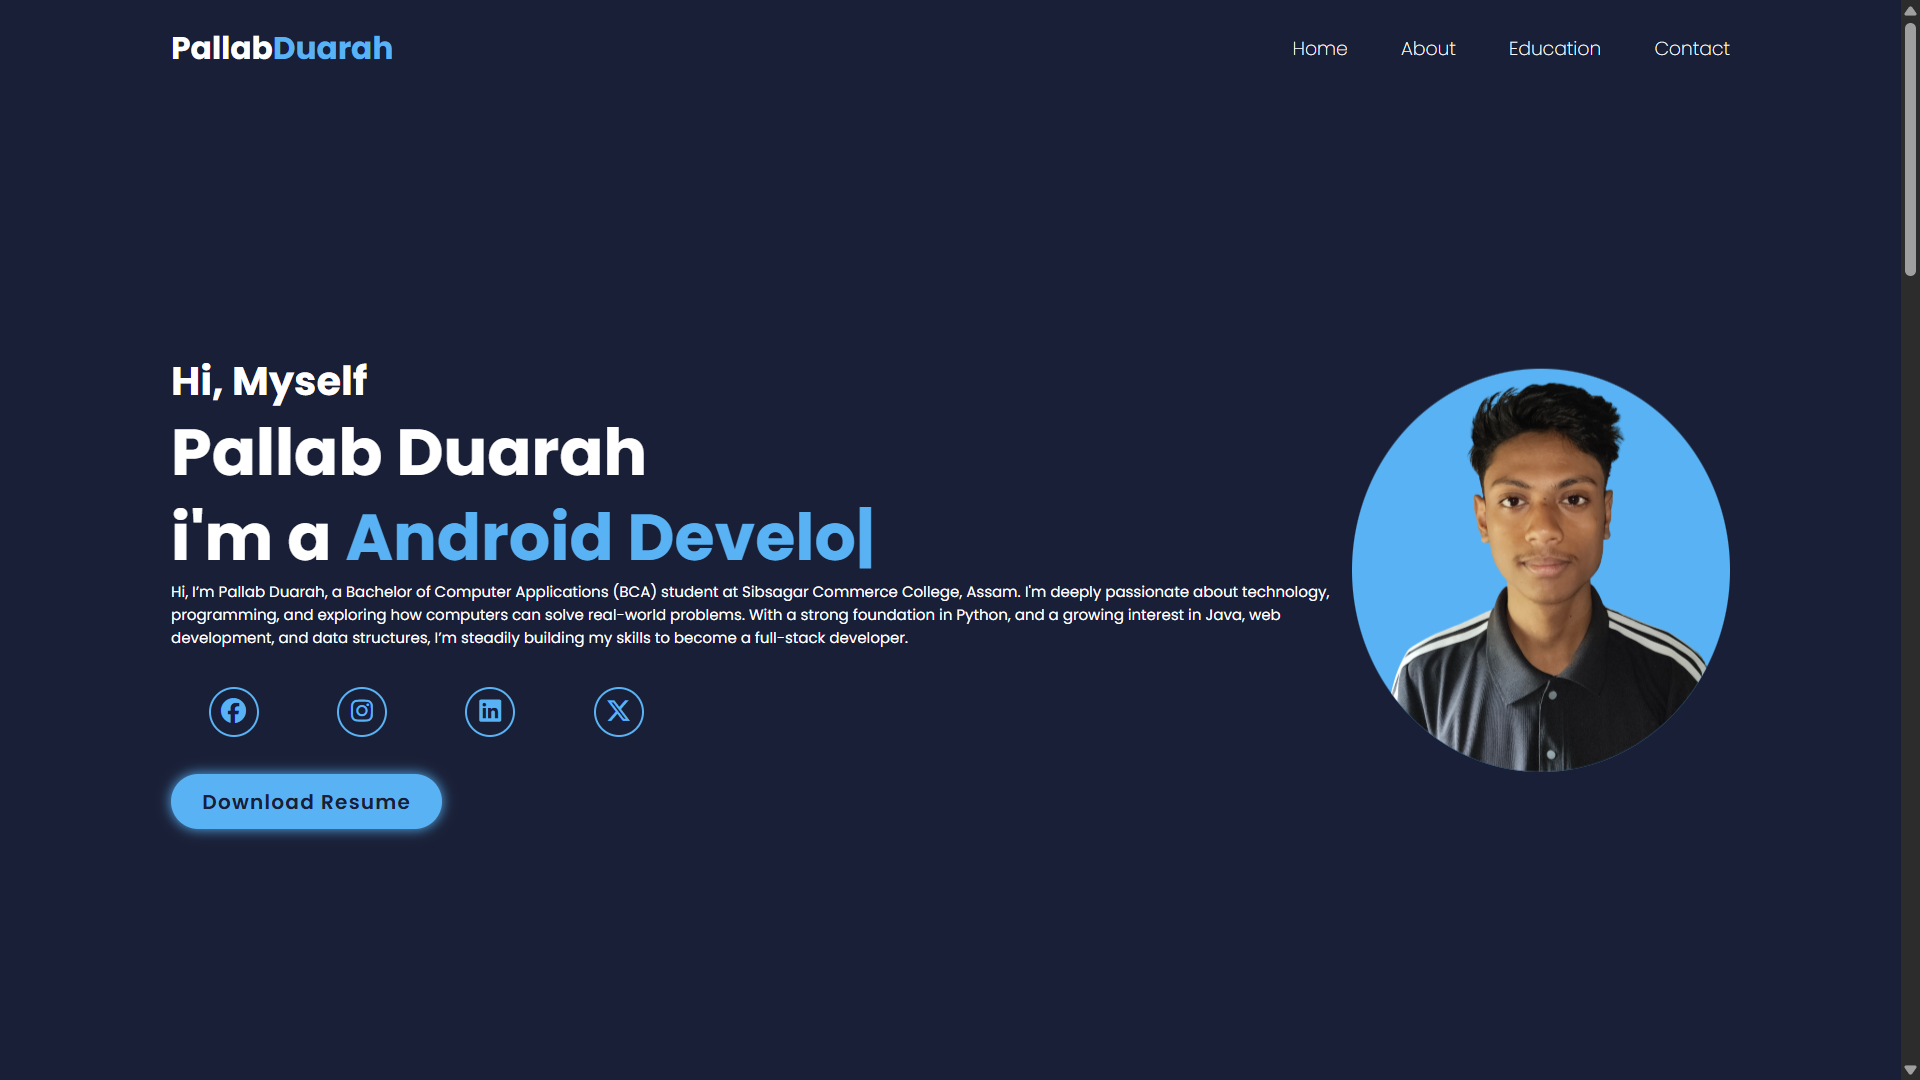 PallabDuarah
Home About Education Contact
Hi, Myself
Pallab Duarah
i'm a Android Develo|
Hi, I’m Pallab Duarah, a Bachelor of Computer Applications (BCA) student at Sibsagar Commerce College, Assam. I'm deeply passionate about technology,
programming, and exploring how computers can solve real-world problems. With a strong foundation in Python, and a growing interest in Java, web
development, and data structures, I’m steadily building my skills to become a full-stack developer.
Download Resume